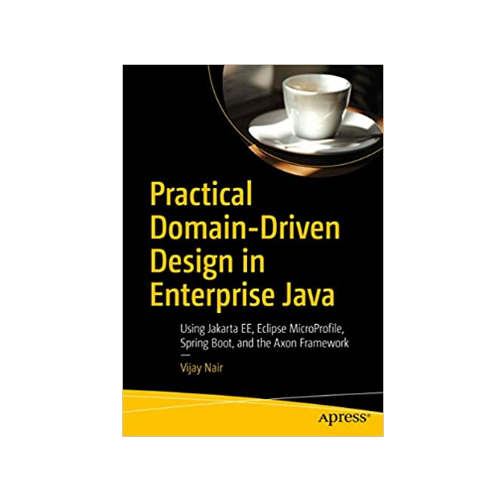 Practical
Domain-Driven
Design in
Enterprise Java
Using Jakarta EE, Eclipse MicroProfile,
Spring Boot, and the Axon Framework
—
Vijay Nair
Apress®